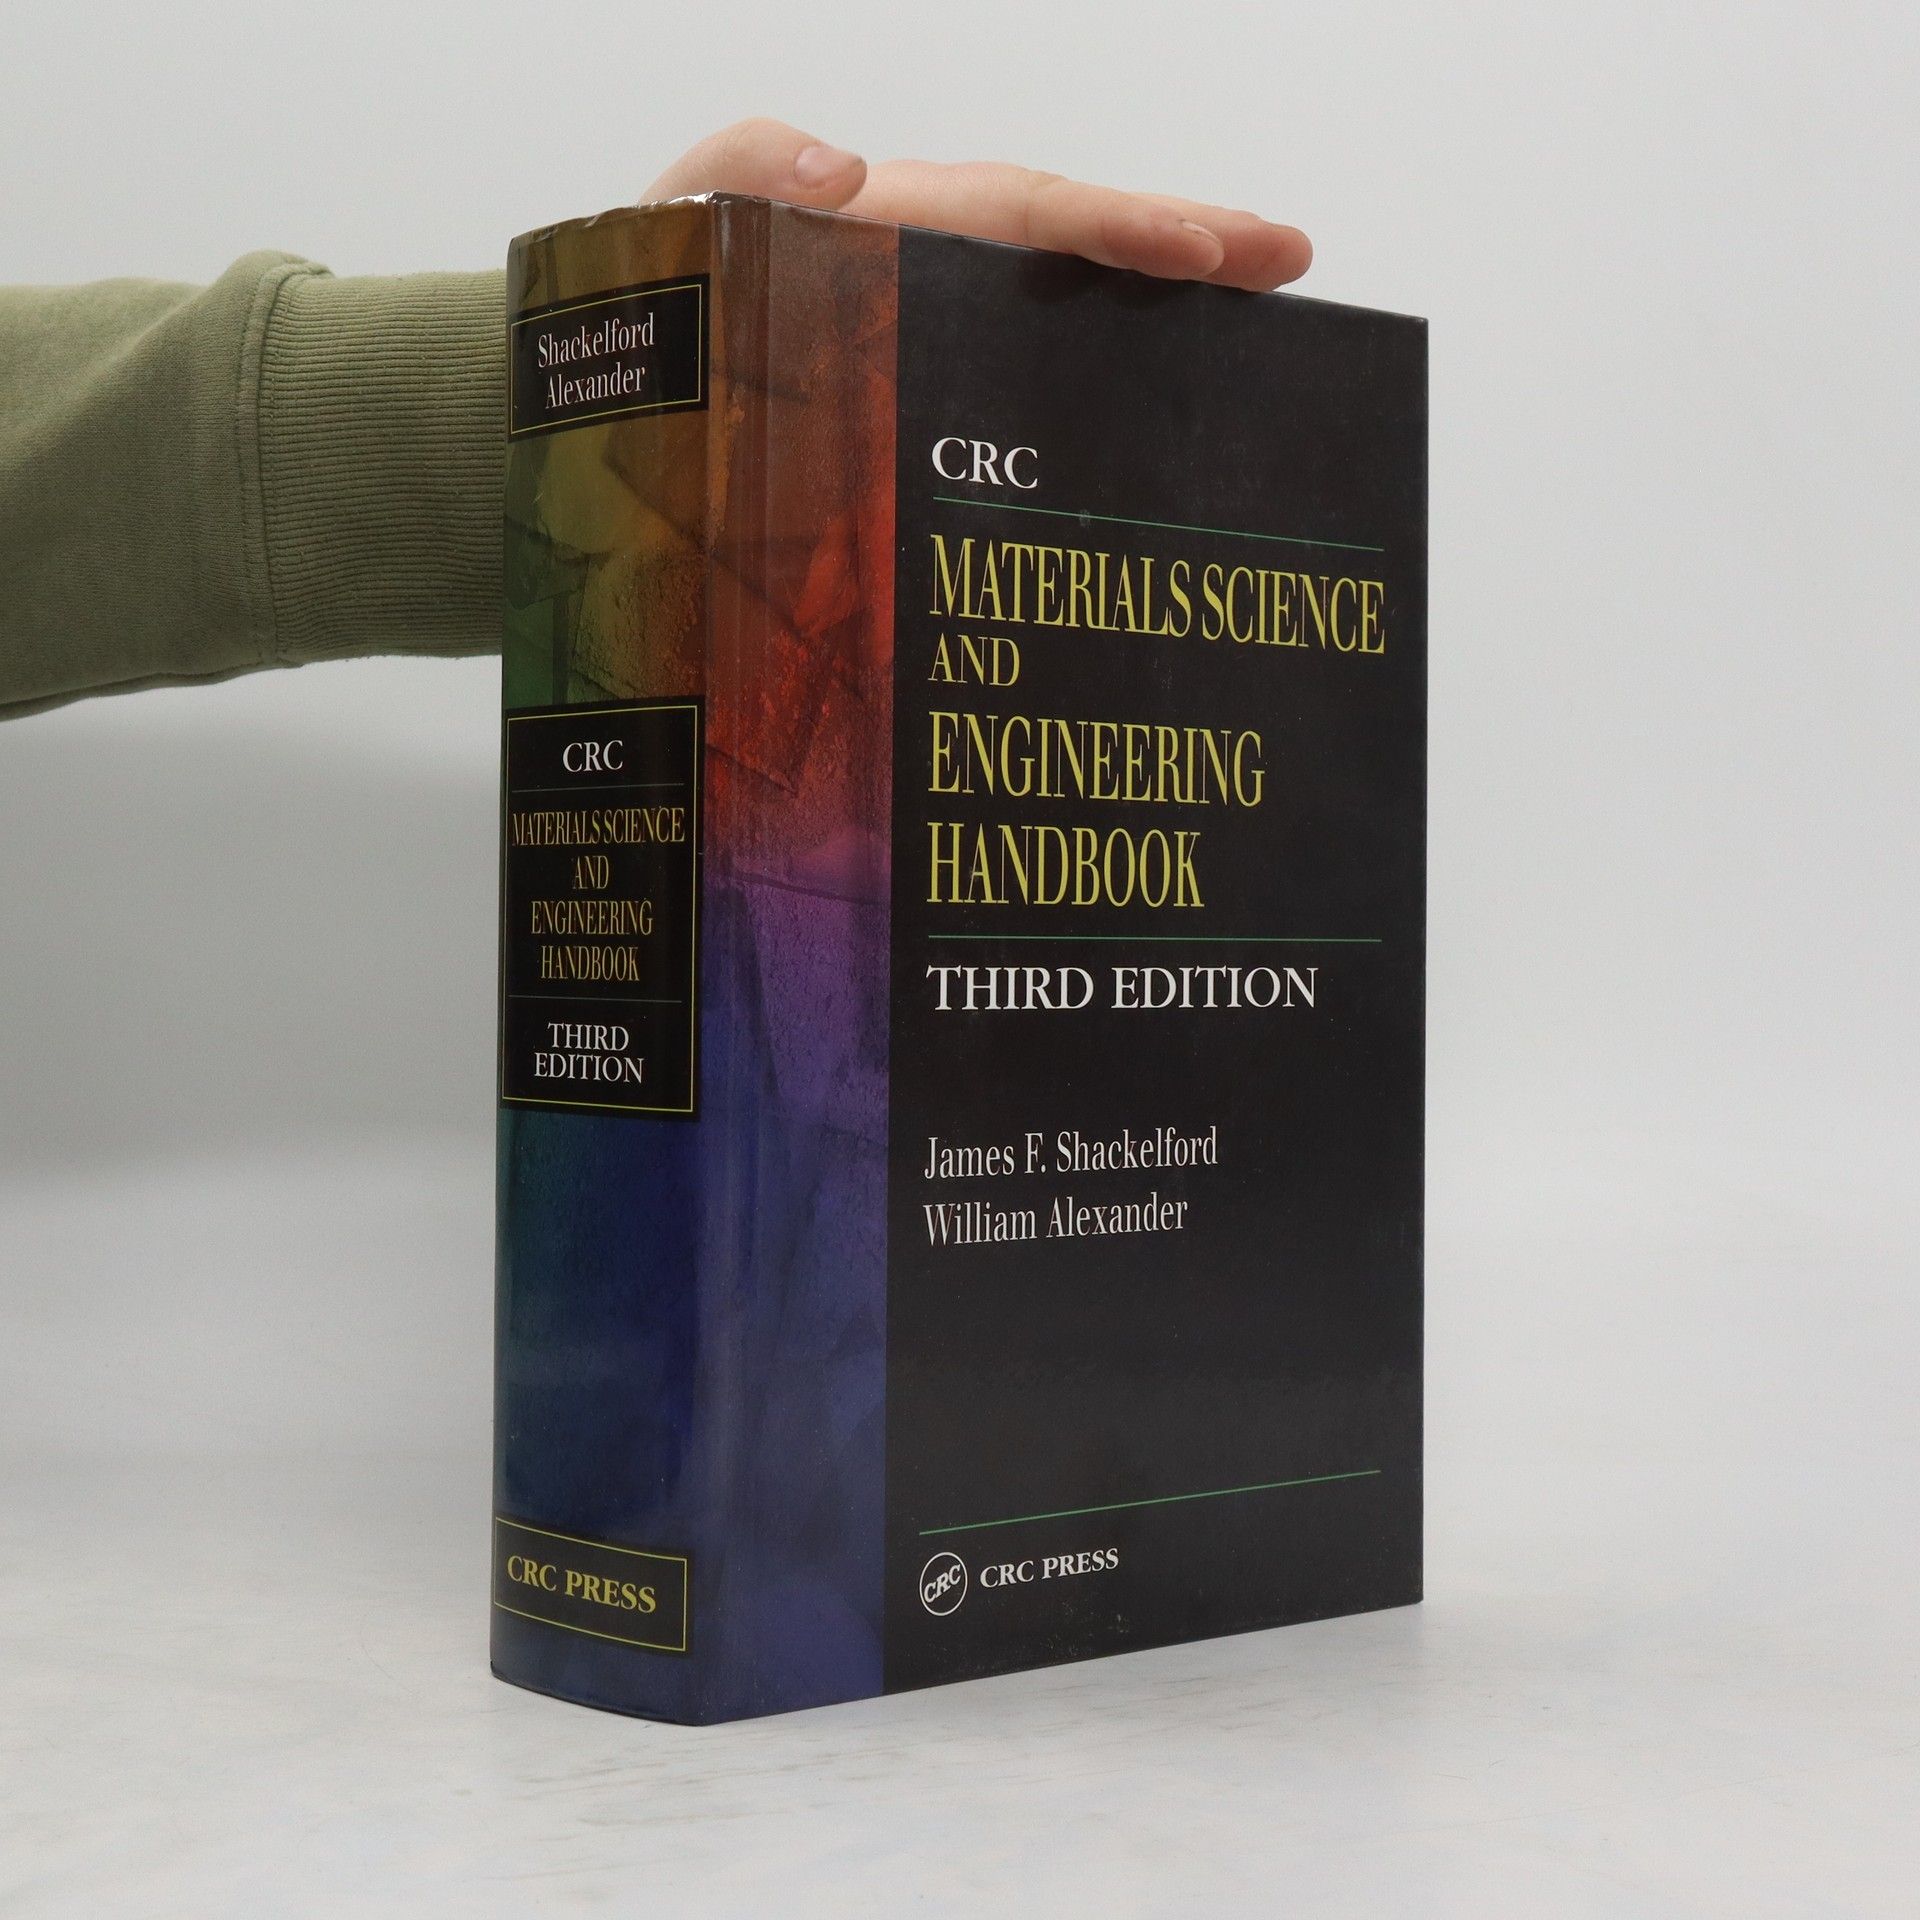 Shackelford
Alexander
CRC
MATERIALS SCIENCE
AND
ENGINEERING
HANDBOOK
THIRD
EDITION
CRC PRESS
CRC
MATERIALS SCIENCE
AND
ENGINEERING
HANDBOOK
THIRD EDITION
James F. Shackelford
William Alexander
CRC CRC PRESS